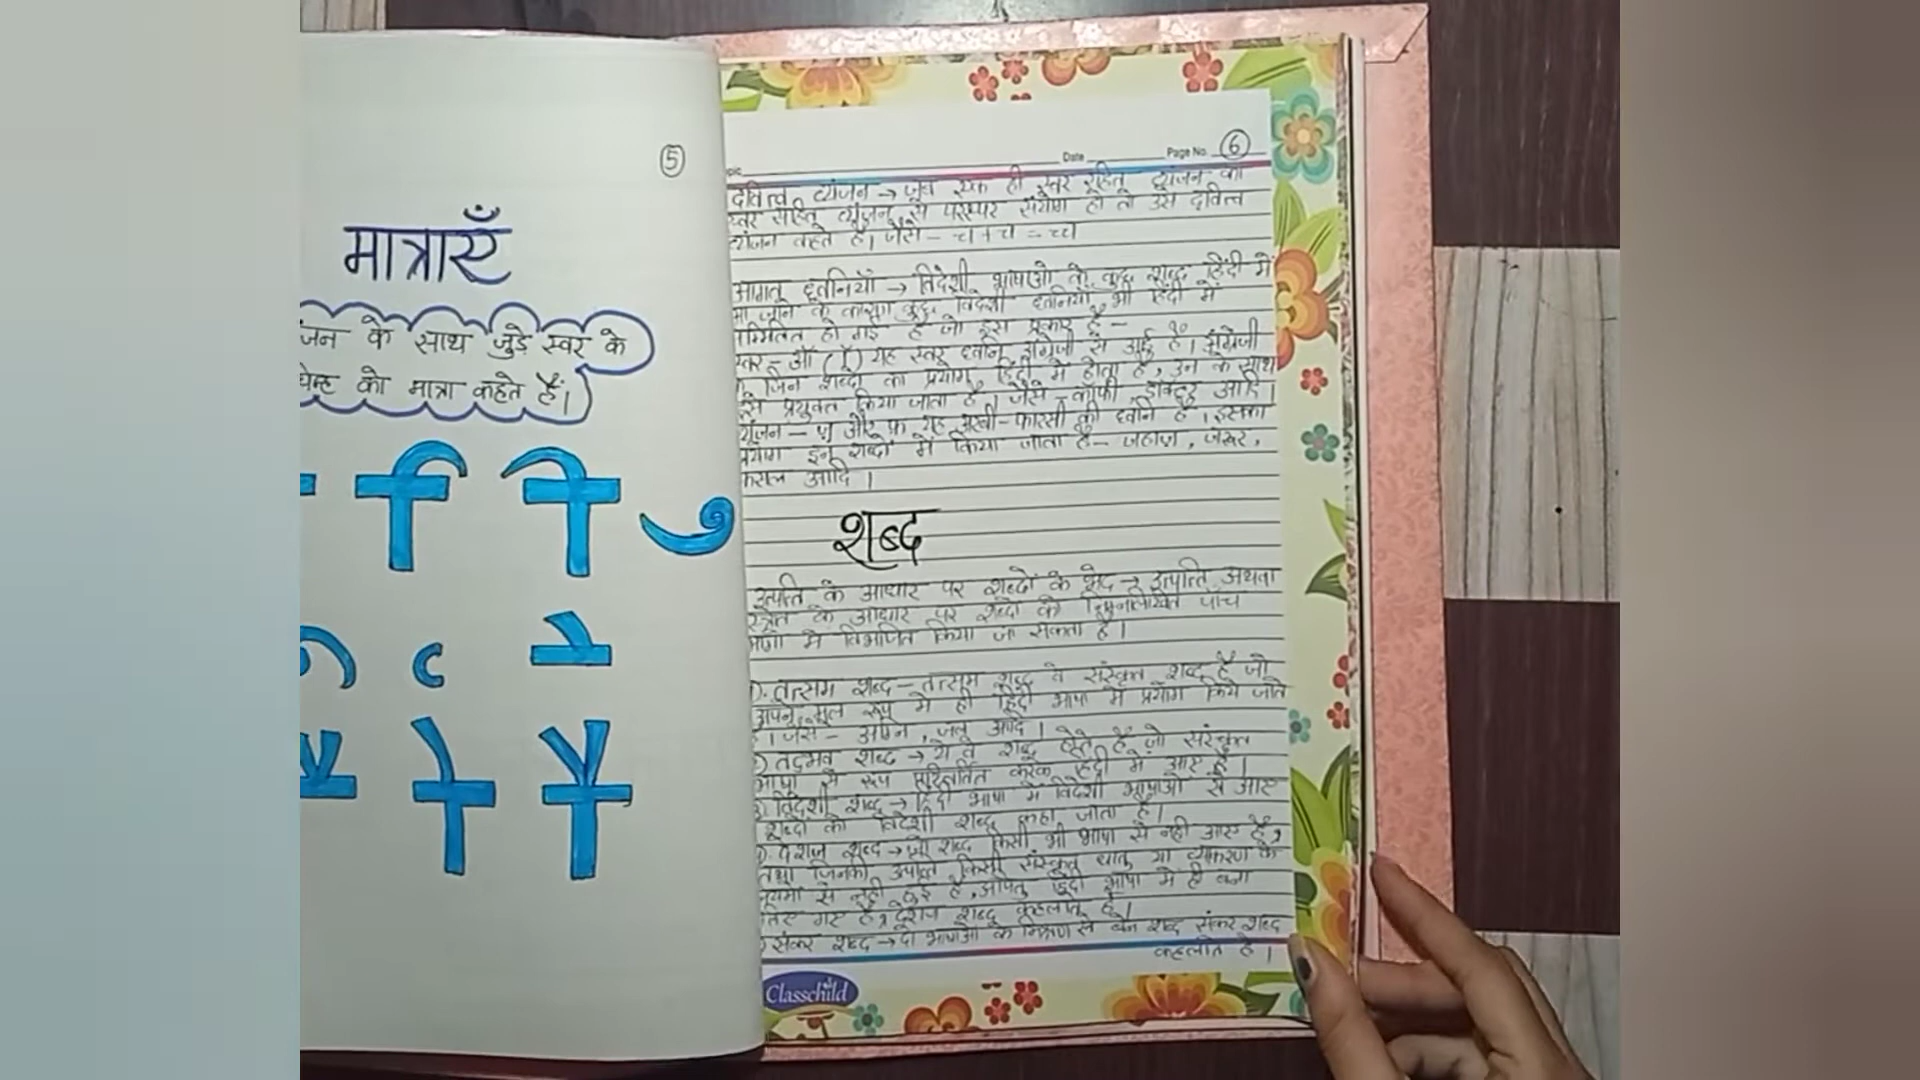 5
मात्राएँ
जन के साथ जुड़े स्वर के
चिन्ह को मात्रा कहते हैं।
Date Page No. 6
दवित्व व्यंजन → जब एक ही स्वर रहित व्यंजन का
स्वर सहित व्यंजन से परस्पर संयोग हो तो उसे दवित्व
व्यंजन कहते है। जैसे - च् + च = च्च
आगत ध्वनियाँ → विदेशी भाषाओं के कुछ शब्द हिंदी में
आ जाने के कारण कुछ विदेशी ध्वनियाँ भी हिंदी में
म्मिलित हो गई है जो इस प्रकार है -
स्वर - ऑ (ॉ) यह स्वर ध्वनि अंग्रेजी से आई है। अंग्रेजी
के जिन शब्दों का प्रयोग हिंदी में होता है, उन के साथ
इसे प्रयुक्त किया जाता है। जैसे - कॉफी, डॉक्टर आदि।
व्यंजन - ज़ और फ़ यह अरबी-फारसी की ध्वनि है। इसका
प्रयोग इन शब्दों में किया जाता है - जहाज़, ज़रूर,
आदि।
शब्द
उत्पत्ति के आधार पर शब्दों के भेद → उत्पत्ति अथवा
स्त्रोत के आधार पर शब्दों को निम्नलिखित पाँच
भागों में विभाजित किया जा सकता है।
तत्सम शब्द - तत्सम शब्द वे संस्कृत शब्द है जो
अपने मूल रूप में ही हिंदी भाषा में प्रयोग किये जाते
है। जैसे - अग्नि, जल आदि।
तद्भव शब्द → ये वे शब्द होते है जो संस्कृत
भाषा से रूप परिवर्तित करके हिंदी में आए है।
विदेशी शब्द → हिंदी भाषा में विदेशी भाषाओं से आए
शब्दों को विदेशी शब्द कहा जाता है।
देशज शब्द → जो शब्द किसी भी भाषा से नहीं आए है,
तथा जिनकी उत्पत्ति किसी संस्कृत धातु या व्याकरण के
नियमों से नहीं हुई है, अपितु हिंदी भाषा में ही बना
लिए गए है, देशज शब्द कहलाते है।
संकर शब्द → दो भाषाओं के मिश्रण से बने शब्द संकर शब्द
कहलाते है।
Classchild